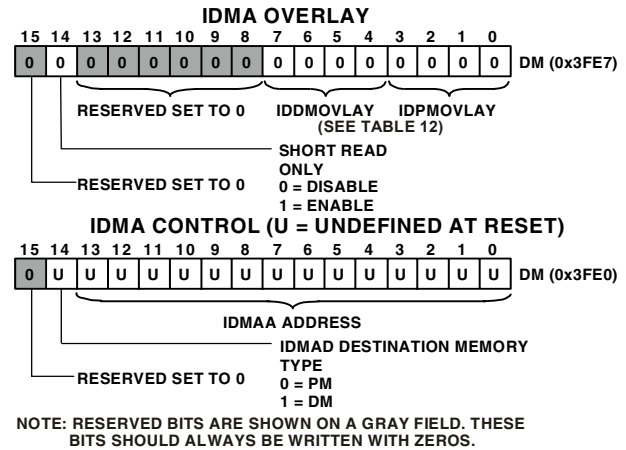 IDMA OVERLAY
15 14 13 12 11 10 9 8 7 6 5 4 3 2 1 0
0 0 0 0 0 0 0 0 0 0 0 0 0 0 0 0 DM (0x3FE7)
RESERVED SET TO 0 IDDMOVLAY IDPMOVLAY
(SEE TABLE 12)
SHORT READ
ONLY
RESERVED SET TO 0 0 = DISABLE
1 = ENABLE
IDMA CONTROL (U = UNDEFINED AT RESET)
15 14 13 12 11 10 9 8 7 6 5 4 3 2 1 0
0 U U U U U U U U U U U U U U U DM (0x3FE0)
IDMAA ADDRESS
IDMAD DESTINATION MEMORY
TYPE
RESERVED SET TO 0 0 = PM
1 = DM
NOTE: RESERVED BITS ARE SHOWN ON A GRAY FIELD. THESE
BITS SHOULD ALWAYS BE WRITTEN WITH ZEROS.